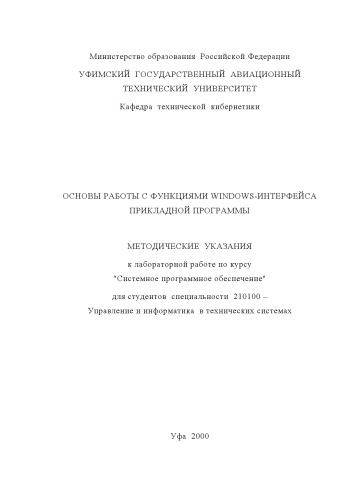 Министерство образования Российской Федерации
УФИМСКИЙ ГОСУДАРСТВЕННЫЙ АВИАЦИОННЫЙ
ТЕХНИЧЕСКИЙ УНИВЕРСИТЕТ
Кафедра технической кибернетики
ОСНОВЫ РАБОТЫ С ФУНКЦИЯМИ WINDOWS-ИНТЕРФЕЙСА
ПРИКЛАДНОЙ ПРОГРАММЫ
МЕТОДИЧЕСКИЕ УКАЗАНИЯ
к лабораторной работе по курсу
"Системное программное обеспечение"
для студентов специальности 210100 –
Управление и информатика в технических системах
Уфа 2000